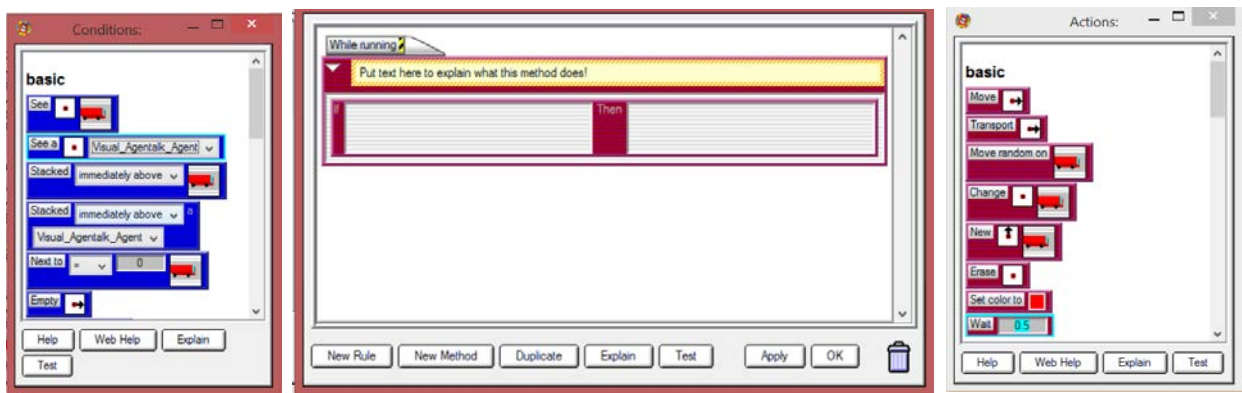 Conditions:
basic
See
See a Visual_Agentalk_Agent
Stacked immediately above
Stacked immediately above a
Visual_Agentalk_Agent
Next to = 0
Empty
Help Web Help Explain
Test
While running
Put text here to explain what this method does!
If Then
New Rule New Method Duplicate Explain Test Apply OK
Actions:
basic
Move
Transport
Move random on
Change
New
Erase
Set color to
Wait 0.5
Help Web Help Explain Test